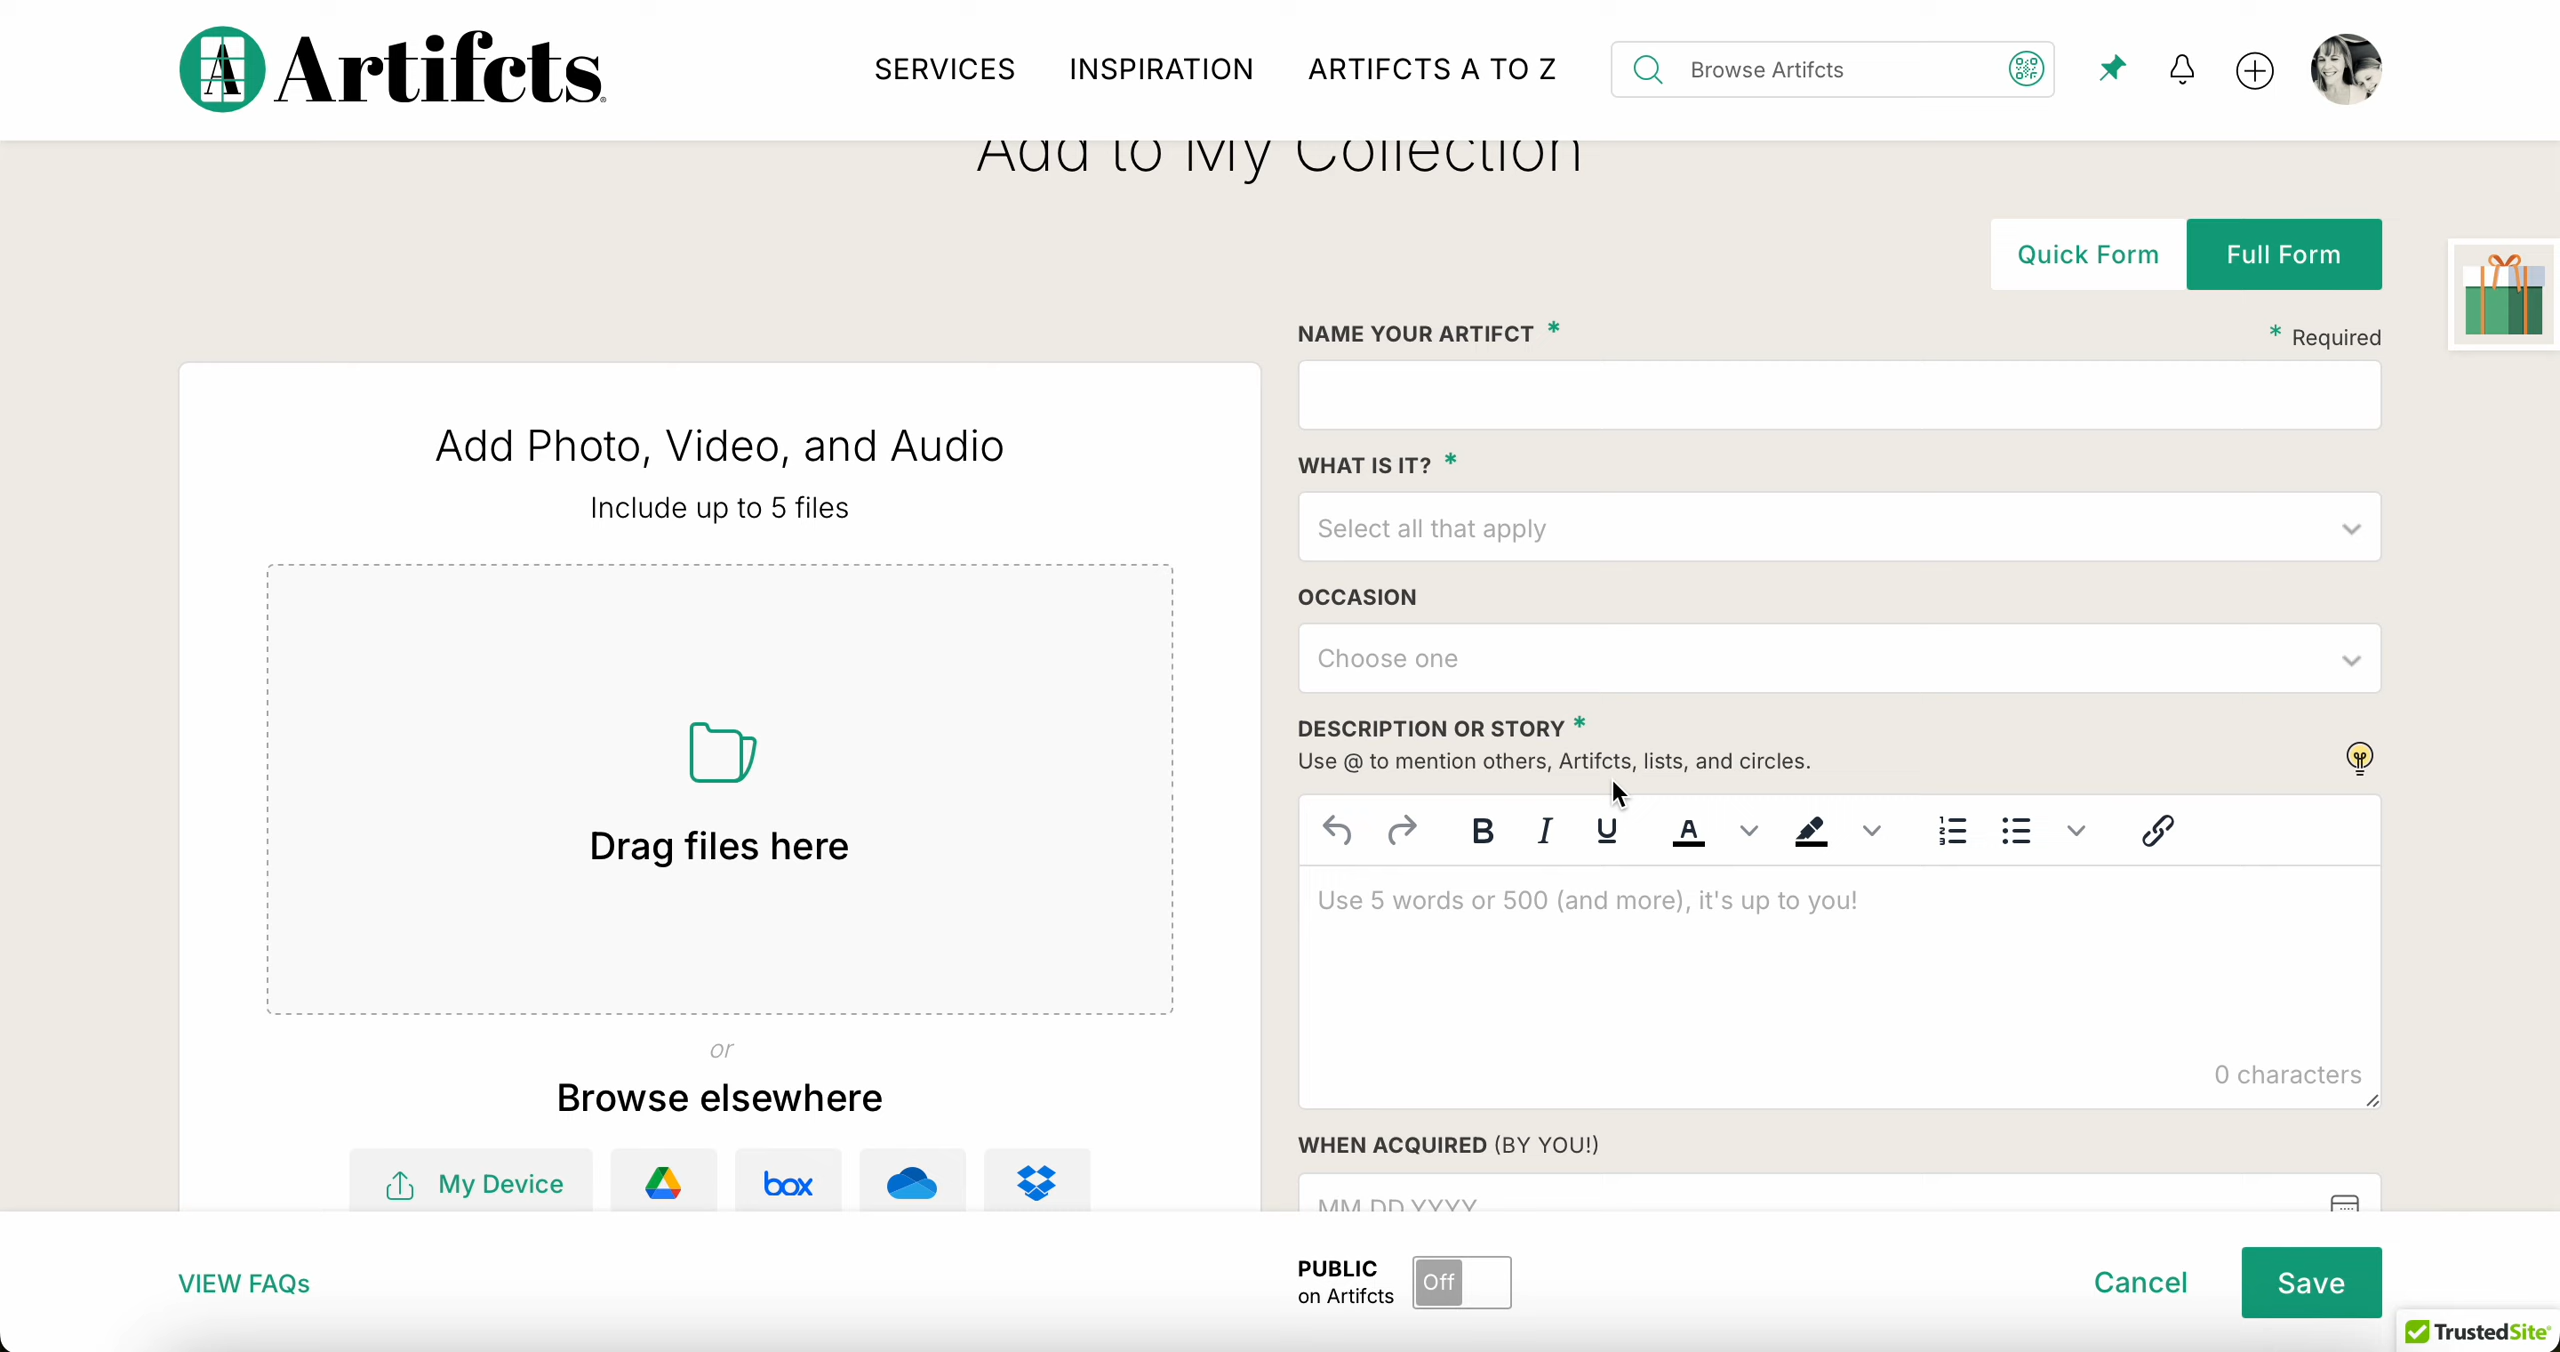 A Artifcts
SERVICES INSPIRATION ARTIFCTS A TO Z Browse Artifcts
Add to My Collection
Quick Form Full Form
NAME YOUR ARTIFCT * * Required
Add Photo, Video, and Audio
Include up to 5 files
Drag files here
or
Browse elsewhere
My Device box
WHAT IS IT? *
Select all that apply
OCCASION
Choose one
DESCRIPTION OR STORY *
Use @ to mention others, Artifcts, lists, and circles.
B I U A
Use 5 words or 500 (and more), it's up to you!
0 characters
WHEN ACQUIRED (BY YOU!)
MM.DD.YYYY
VIEW FAQs
PUBLIC
on Artifcts
Off
Cancel Save
TrustedSite